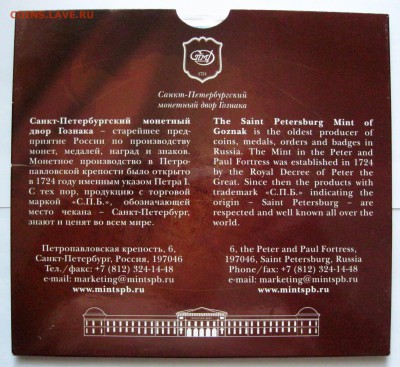 COINS.LAVE.RU
СПМД
1724
Санкт-Петербургский
монетный двор Гознака
Санкт-Петербургский монетный
двор Гознака – старейшее пред-
приятие России по производству
монет, медалей, наград и знаков.
Монетное производство в Петро-
павловской крепости было открыто
в 1724 году именным указом Петра I.
С тех пор, продукцию с торговой
маркой «С.П.Б.», обозначающей
место чекана – Санкт-Петербург,
знают и ценят во всем мире.
Петропавловская крепость, 6,
Санкт-Петербург, Россия, 197046
Тел./факс: +7 (812) 324-14-48
e-mail: marketing@mintspb.ru
www.mintspb.ru
The Saint Petersburg Mint of
Goznak is the oldest producer of
coins, medals, orders and badges in
Russia. The Mint in the Peter and
Paul Fortress was established in 1724
by the Royal Decree of Peter the
Great. Since then the products with
trademark «С.П.Б.» indicating the
origin – Saint Petersburg – are
respected and well known all over the
world.
6, the Peter and Paul Fortress,
197046, Saint Petersburg, Russia
Phone/fax: +7 (812) 324-14-48
e-mail: marketing@mintspb.ru
www.mintspb.ru